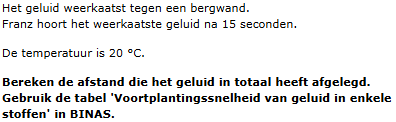 Het geluid weerkaatst tegen een bergwand.
Franz hoort het weerkaatste geluid na 15 seconden.
De temperatuur is 20 °C.
Bereken de afstand die het geluid in totaal heeft afgelegd.
Gebruik de tabel 'Voortplantingssnelheid van geluid in enkele
stoffen' in BINAS.